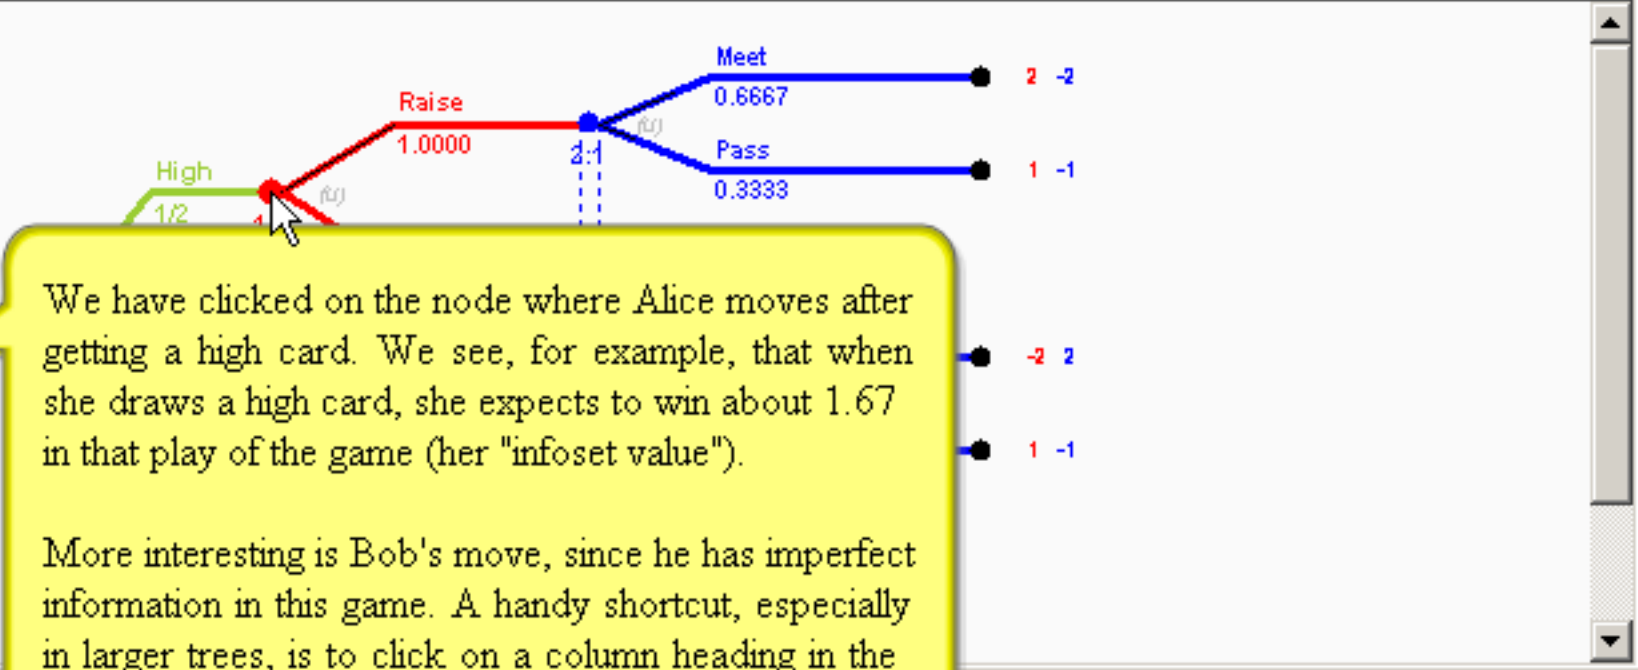 Meet
2 -2
0.6667
Raise
1.0000
2:1
Pass
1 -1
0.3333
High
1/2
We have clicked on the node where Alice moves after
getting a high card. We see, for example, that when
she draws a high card, she expects to win about 1.67
in that play of the game (her "infoset value").
-2 2
1 -1
More interesting is Bob's move, since he has imperfect
information in this game. A handy shortcut, especially
in larger trees, is to click on a column heading in the